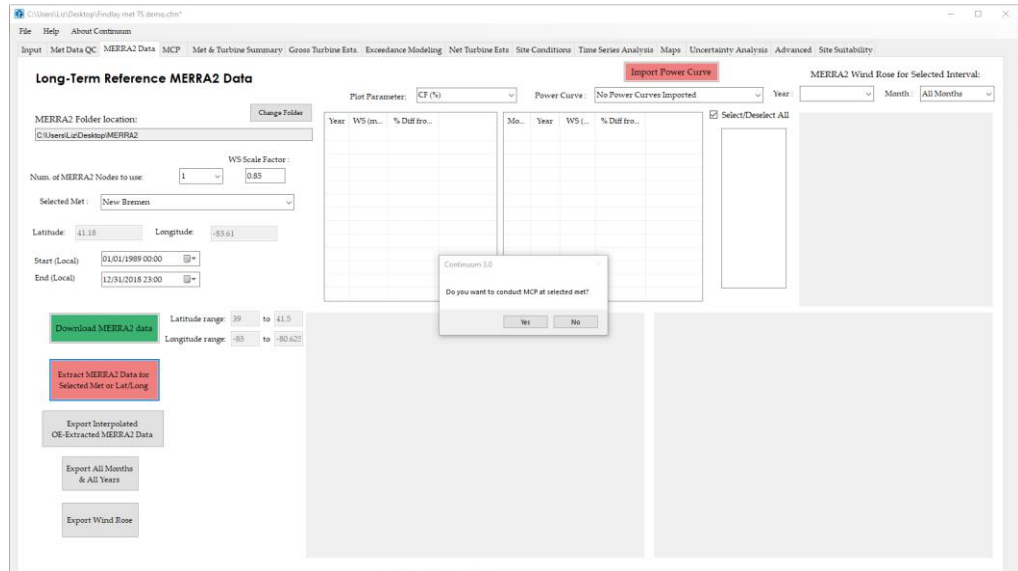 C:\Users\Liz\Desktop\Findlay met TS demo.cfm*
File Help About Continuum
Input Met Data QC MERRA2 Data MCP Met & Turbine Summary Gross Turbine Ests. Exceedance Modeling Net Turbine Ests Site Conditions Time Series Analysis Maps Uncertainty Analysis Advanced Site Suitability
Long-Term Reference MERRA2 Data
Import Power Curve
MERRA2 Wind Rose for Selected Interval:
Plot Parameter: CF (%)
Power Curve : No Power Curves Imported
Year :
Month : All Months
MERRA2 Folder location:
Change Folder
C:\Users\Liz\Desktop\MERRA2
Year WS (m... % Diff fro...
Mo... Year WS (... % Diff fro...
Select/Deselect All
WS Scale Factor :
Num. of MERRA2 Nodes to use: 1 0.85
Selected Met : New Bremen
Latitude: 41.18 Longitude: -83.61
Start (Local) 01/01/1989 00:00
End (Local) 12/31/2018 23:00
Continuum 3.0
Do you want to conduct MCP at selected met?
Yes No
Download MERRA2 data
Latitude range: 39 to 41.5
Longitude range: -85 to -80.625
Extract MERRA2 Data for
Selected Met or Lat/Long
Export Interpolated
OE-Extracted MERRA2 Data
Export All Months
& All Years
Export Wind Rose